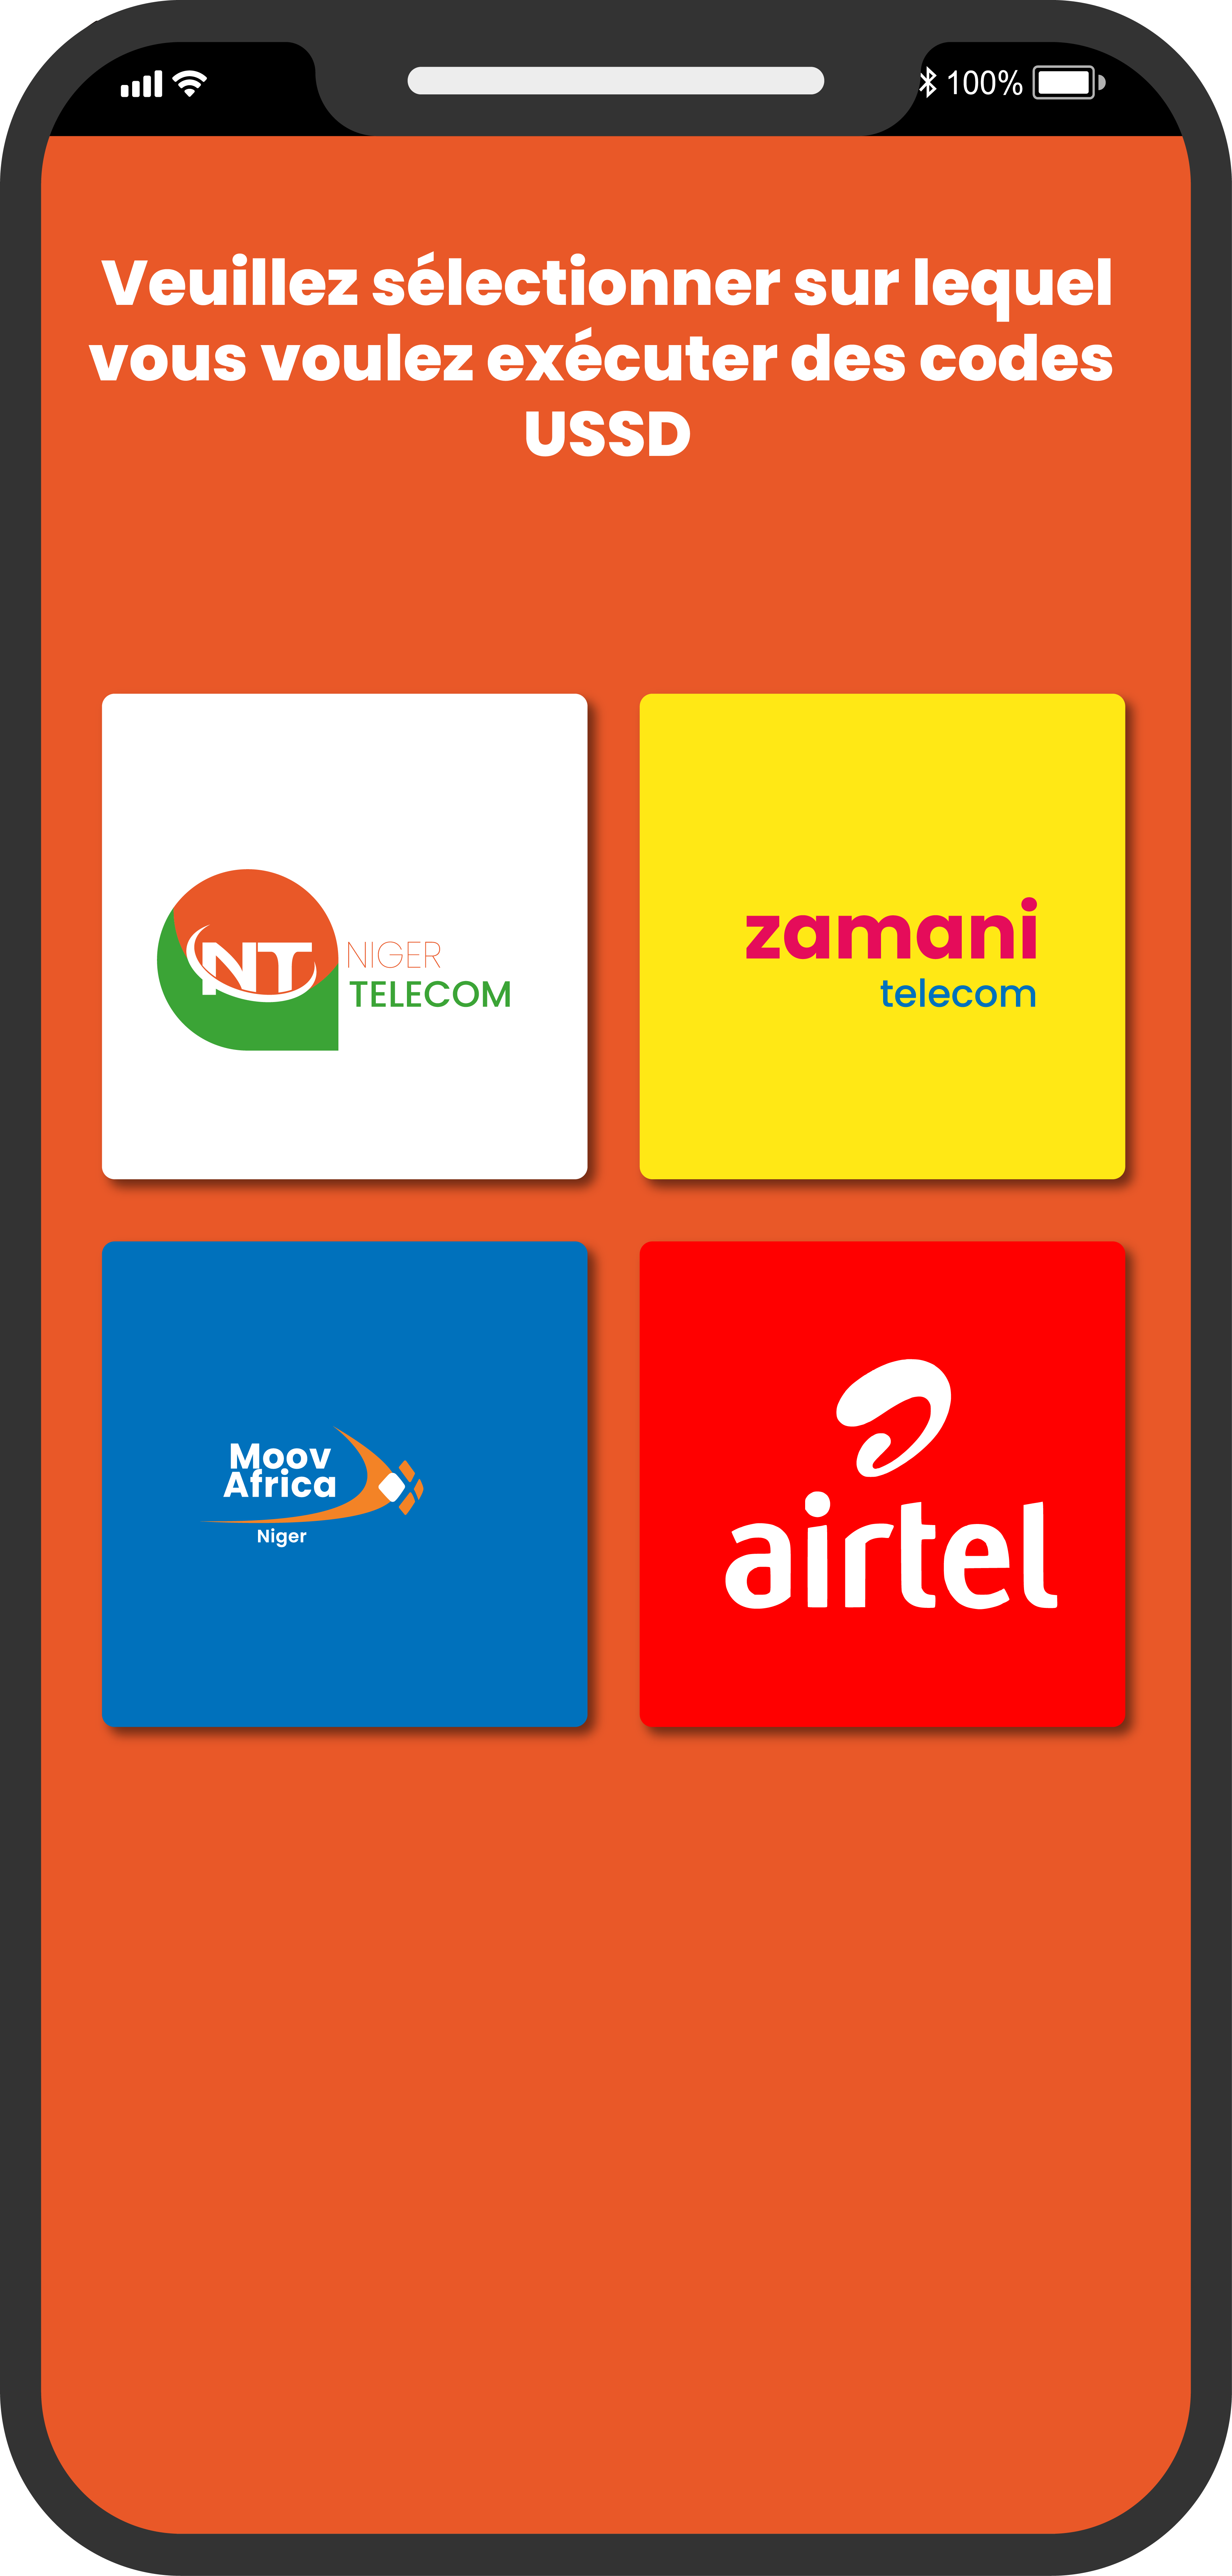 100%
Veuillez sélectionner sur lequel
vous voulez exécuter des codes
USSD
NT
NIGER
TELECOM
zamani
telecom
Moov
Africa
Niger
airtel